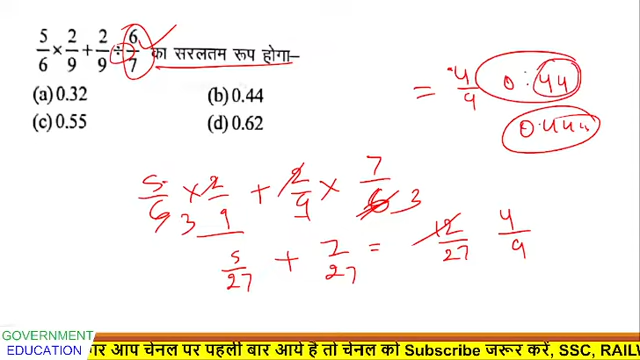 5/6 × 2/9 + 2/9 ÷ 6/7 का सरलतम रूप होगा–
(a) 0.32 (b) 0.44
(c) 0.55 (d) 0.62
= 4/9 0.44
0.444
5/6 3 × 2/9 + 2/9 × 7/6 3
5/27 + 7/27 = 12/27 4/9
GOVERNMENT
EDUCATION
गर आप चेनल पर पहली बार आये है तो चेनल को Subscribe जरूर करें, SSC, RAILW